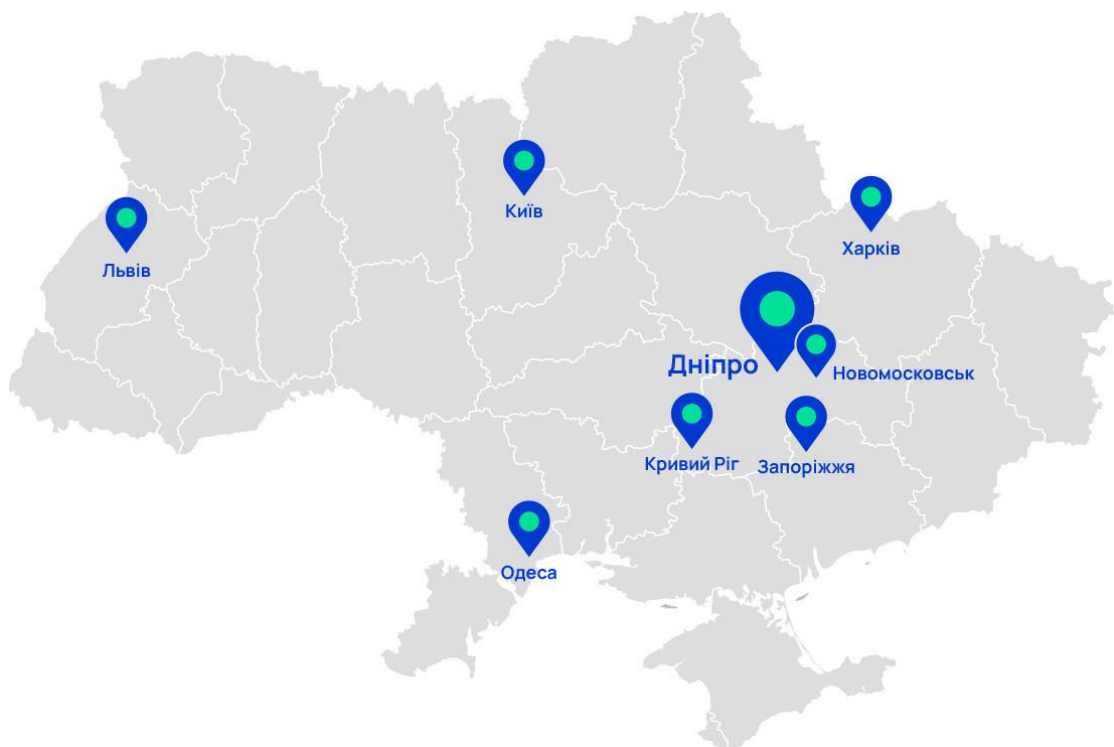 Київ
Харків
Львів
Дніпро
Новомосковськ
Кривий Ріг
Запоріжжя
Одеса